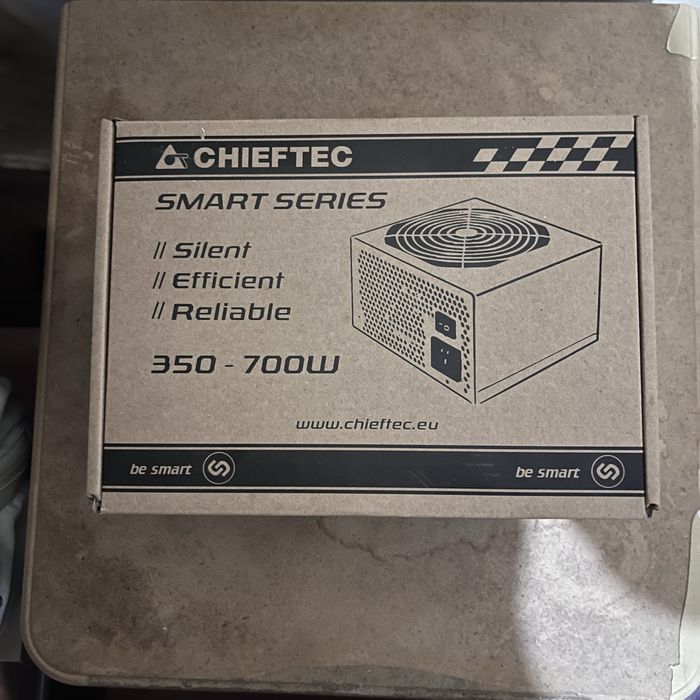 CHIEFTEC
SMART SERIES
// Silent
// Efficient
// Reliable
350 - 700W
www.chieftec.eu
be smart
be smart